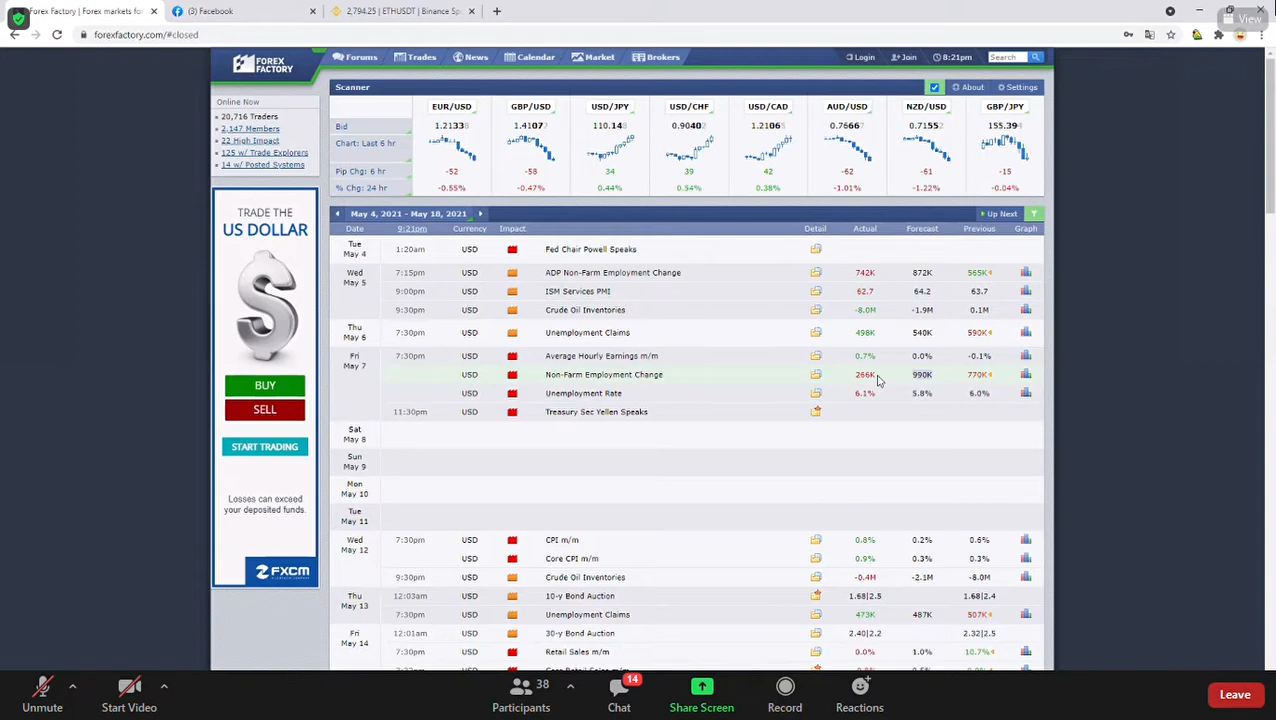 Forex Factory | Forex markets for
(3) Facebook
2,794.25 | ETHUSDT | Binance Sp
View
forexfactory.com/#closed
FOREX FACTORY
Forums Trades News Calendar Market Brokers
Login Join 8:21pm Search
Online Now
20,716 Traders
2,147 Members
22 High Impact
125 w/ Trade Explorers
14 w/ Posted Systems
Scanner About Settings
EUR/USD GBP/USD USD/JPY USD/CHF USD/CAD AUD/USD NZD/USD GBP/JPY
Bid 1.21338 1.41077 110.148 0.90402 1.21065 0.76667 0.71552 155.394
Chart: Last 6 hr
Pip Chg: 6 hr -52 -58 34 39 42 -62 -61 -15
% Chg: 24 hr -0.55% -0.47% 0.44% 0.54% 0.38% -1.01% -1.22% -0.04%
TRADE THE
US DOLLAR
$
BUY
SELL
START TRADING
Losses can exceed
your deposited funds.
FXCM
May 4, 2021 - May 18, 2021 Up Next
Date 9:21pm Currency Impact Detail Actual Forecast Previous Graph
Tue May 4 1:20am USD Fed Chair Powell Speaks
Wed May 5 7:15pm USD ADP Non-Farm Employment Change 742K 872K 565K
9:00pm USD ISM Services PMI 62.7 64.2 63.7
9:30pm USD Crude Oil Inventories -8.0M -1.9M 0.1M
Thu May 6 7:30pm USD Unemployment Claims 498K 540K 590K
Fri May 7 7:30pm USD Average Hourly Earnings m/m 0.7% 0.0% -0.1%
USD Non-Farm Employment Change 266K 990K 770K
USD Unemployment Rate 6.1% 5.8% 6.0%
11:30pm USD Treasury Sec Yellen Speaks
Sat May 8
Sun May 9
Mon May 10
Tue May 11
Wed May 12 7:30pm USD CPI m/m 0.8% 0.2% 0.6%
USD Core CPI m/m 0.9% 0.3% 0.3%
9:30pm USD Crude Oil Inventories -0.4M -2.1M -8.0M
Thu May 13 12:03am USD 10-y Bond Auction 1.68|2.5 1.68|2.4
7:30pm USD Unemployment Claims 473K 487K 507K
Fri May 14 12:01am USD 30-y Bond Auction 2.40|2.2 2.32|2.5
7:30pm USD Retail Sales m/m 0.0% 1.0% 10.7%
Unmute
Start Video
38
Participants
14
Chat
Share Screen
Record
Reactions
Leave